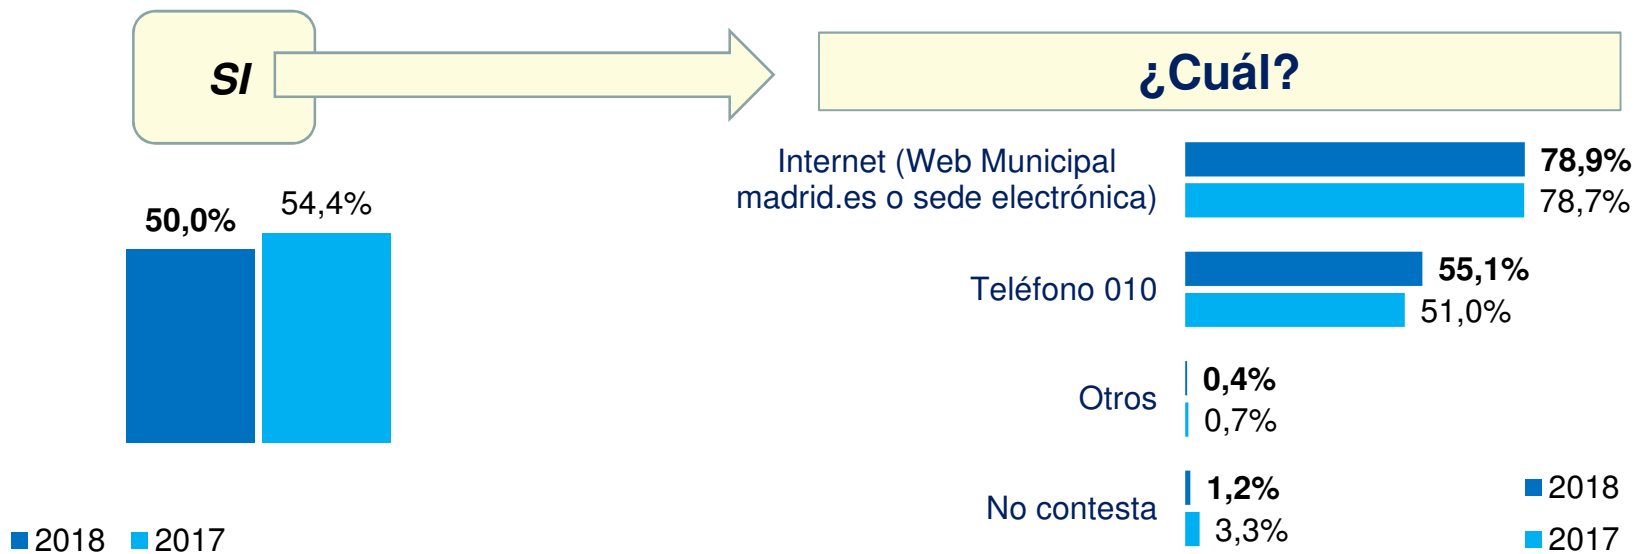 SI
¿Cuál?
50,0%
54,4%
2018
2017
Internet (Web Municipal
madrid.es o sede electrónica)
78,9%
78,7%
Teléfono 010
55,1%
51,0%
Otros
0,4%
0,7%
No contesta
1,2%
3,3%
2018
2017